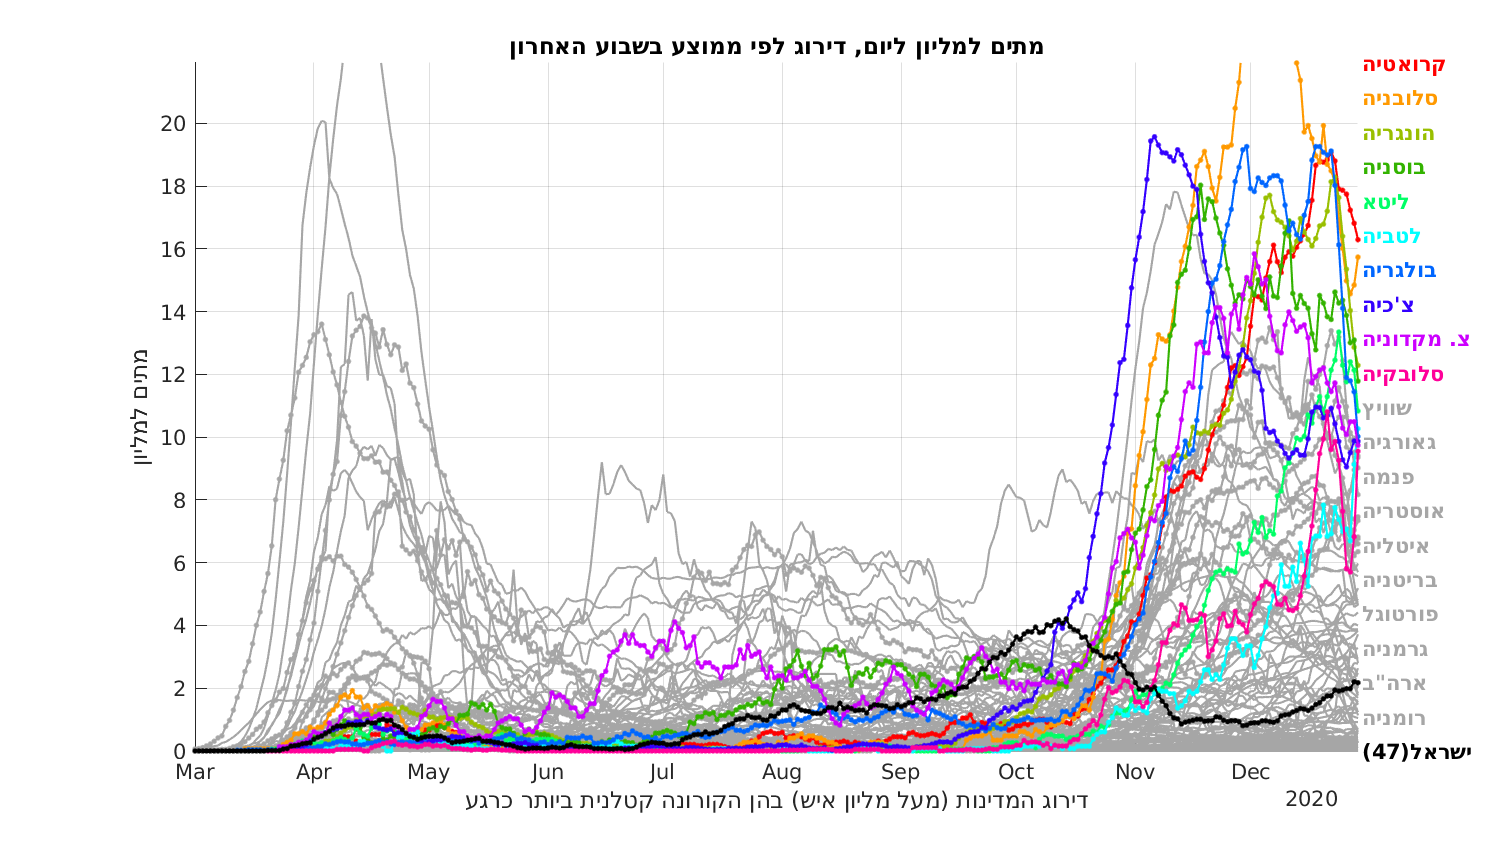 מתים למליון ליום, דירוג לפי ממוצע בשבוע האחרון
מתים למליון
20
18
16
14
12
10
8
6
4
2
0
Mar Apr May Jun Jul Aug Sep Oct Nov Dec
2020
דירוג המדינות (מעל מליון איש) בהן הקורונה קטלנית ביותר כרגע
קרואטיה
סלובניה
הונגריה
בוסניה
ליטא
לטביה
בולגריה
צ'כיה
צ. מקדוניה
סלובקיה
שוויץ
גאורגיה
פנמה
אוסטריה
איטליה
בריטניה
פורטוגל
גרמניה
ארה"ב
רומניה
ישראל(47)